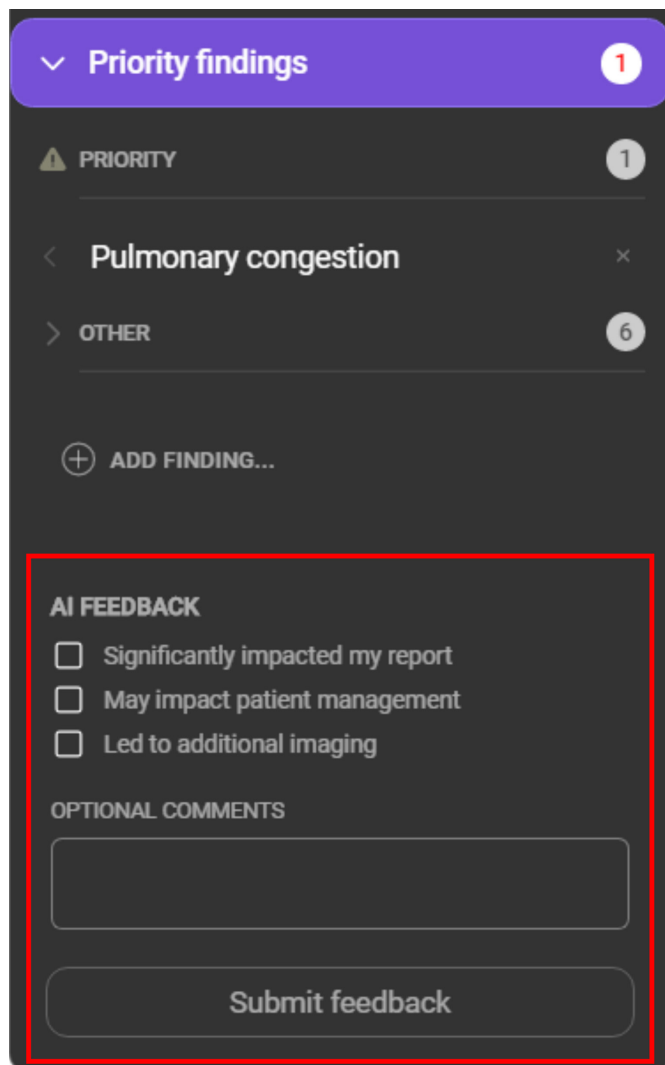 Priority findings 1
PRIORITY 1
Pulmonary congestion
OTHER 6
ADD FINDING...
AI FEEDBACK
Significantly impacted my report
May impact patient management
Led to additional imaging
OPTIONAL COMMENTS
Submit feedback